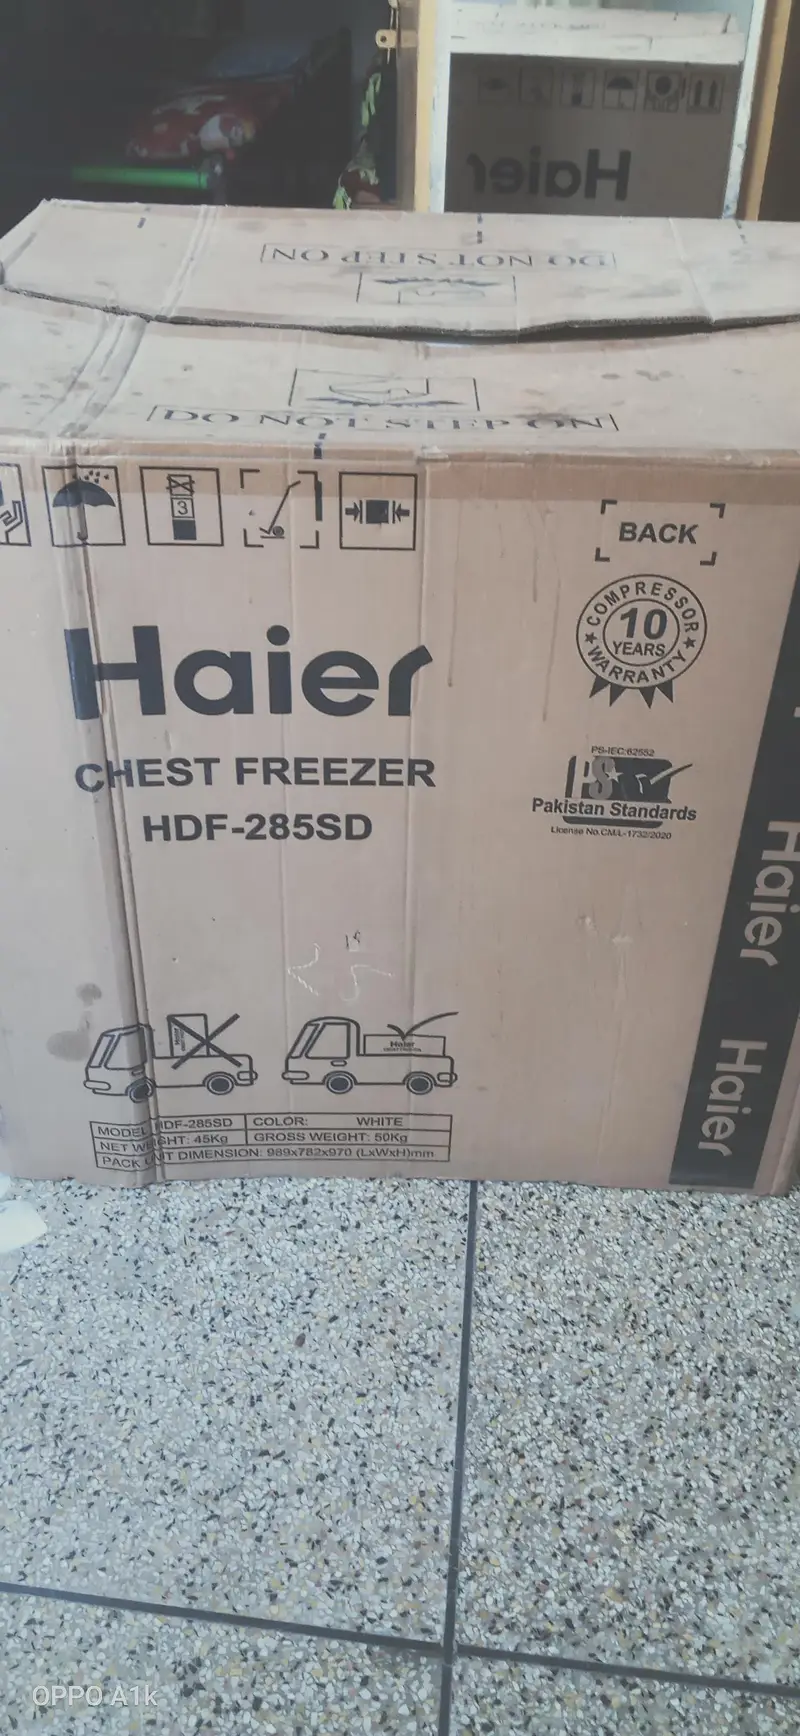 Haier
DO NOT STEP ON
DO NOT STEP ON
3
BACK
COMPRESSOR
10
YEARS
WARRANTY
Haier
CHEST FREEZER
HDF-285SD
PS-IEC:62552
PS
Pakistan Standards
License No.CM/L-1732/2020
Haier
Haier
Haier
MODEL HDF-285SD COLOR: WHITE
NET WEIGHT: 45Kg GROSS WEIGHT: 50Kg
PACK UNIT DIMENSION: 989x782x970 (LxWxH)mm
OPPO A1k